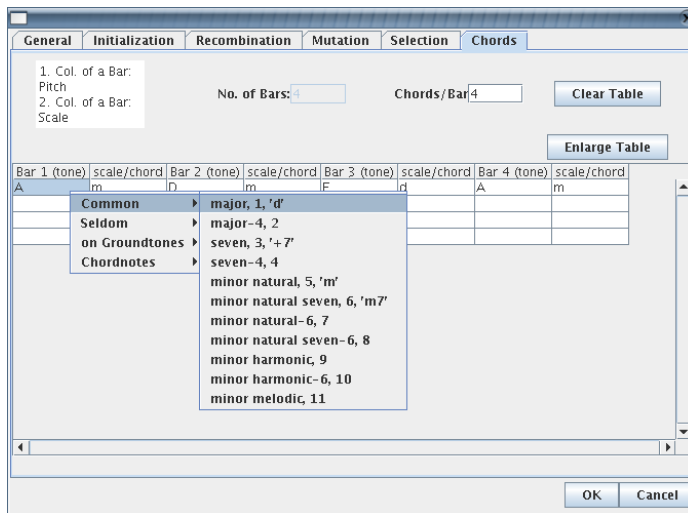 General Initialization Recombination Mutation Selection Chords
1. Col. of a Bar:
Pitch
2. Col. of a Bar:
Scale
No. of Bars: 4 Chords/Bar 4 Clear Table
Enlarge Table
Bar 1 (tone) scale/chord Bar 2 (tone) scale/chord Bar 3 (tone) scale/chord Bar 4 (tone) scale/chord
A m D m E d A m
Common major, 1, 'd'
Seldom major-4, 2
on Groundtones seven, 3, '+7'
Chordnotes seven-4, 4
minor natural, 5, 'm'
minor natural seven, 6, 'm7'
minor natural-6, 7
minor natural seven-6, 8
minor harmonic, 9
minor harmonic-6, 10
minor melodic, 11
OK Cancel